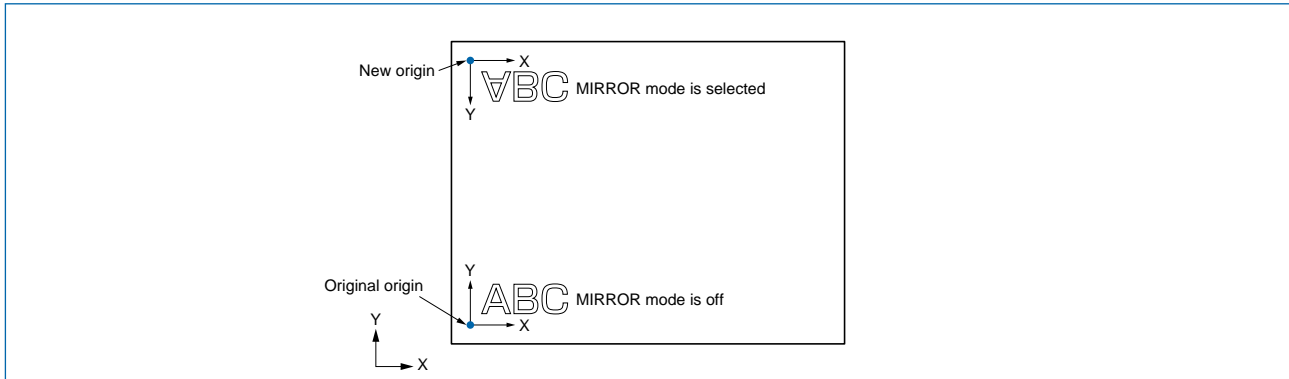 New origin
X
ABC MIRROR mode is selected
Y
Y
Original origin
ABC MIRROR mode is off
X
Y
X